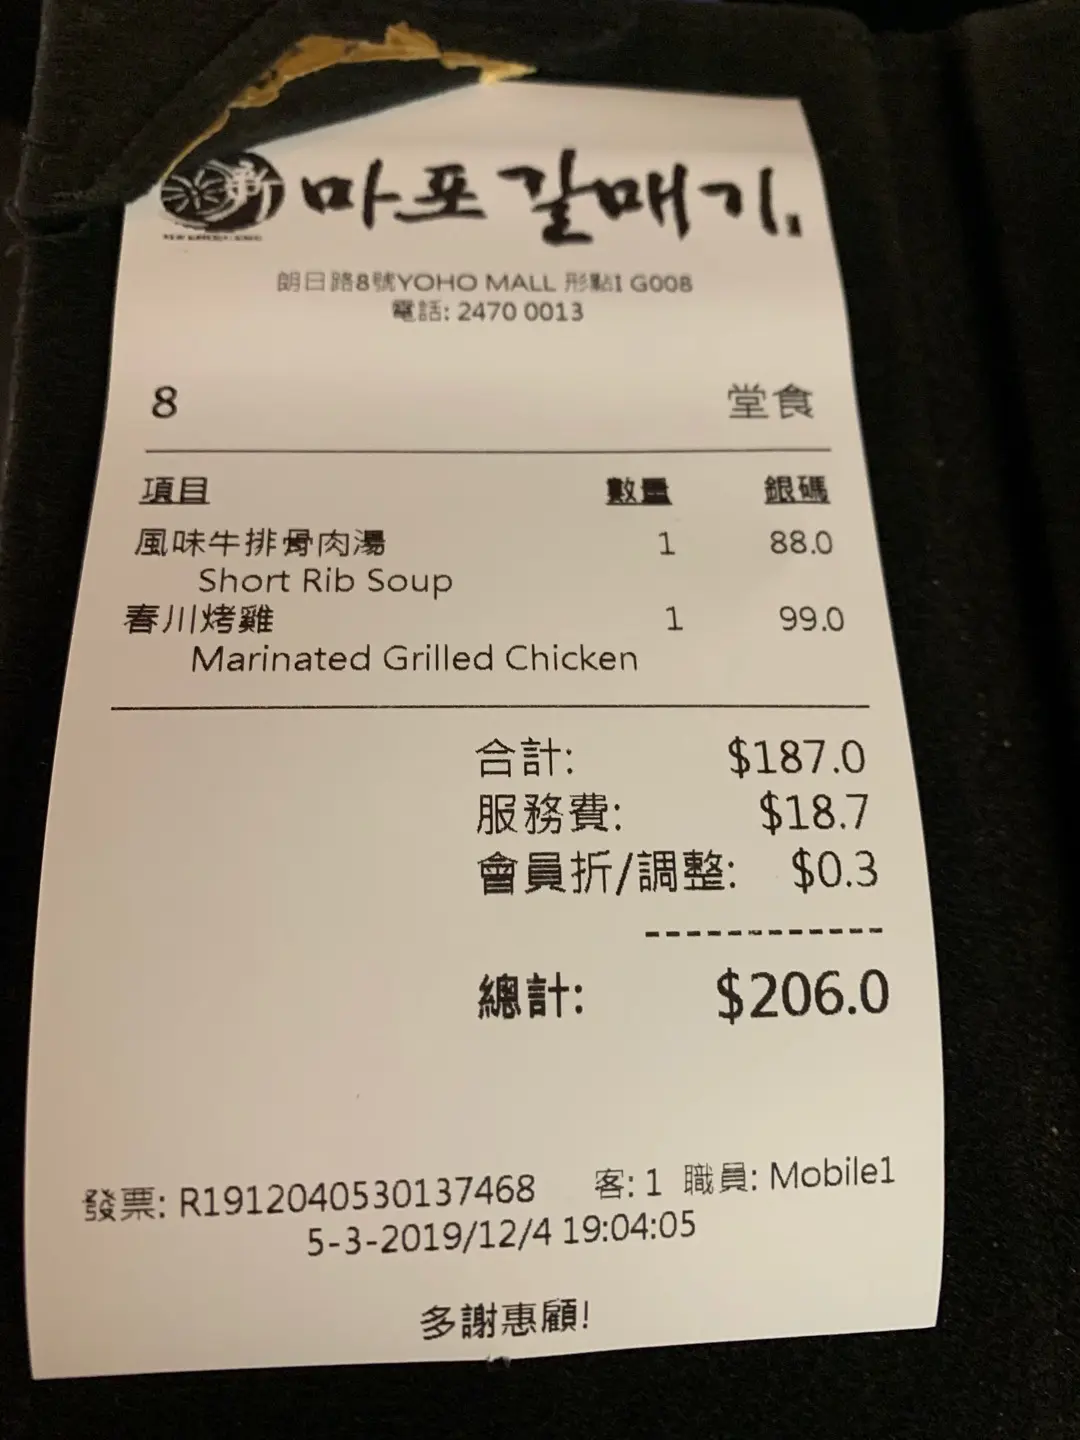 新 마포갈매기
朗日路8號YOHO MALL 形點I G008
電話: 2470 0013
8 堂食
項目 數量 銀碼
風味牛排骨肉湯 1 88.0
Short Rib Soup
春川烤雞 1 99.0
Marinated Grilled Chicken
合計: $187.0
服務費: $18.7
會員折/調整: $0.3
------------
總計: $206.0
發票: R1912040530137468 客: 1 職員: Mobile1
5-3-2019/12/4 19:04:05
多謝惠顧!